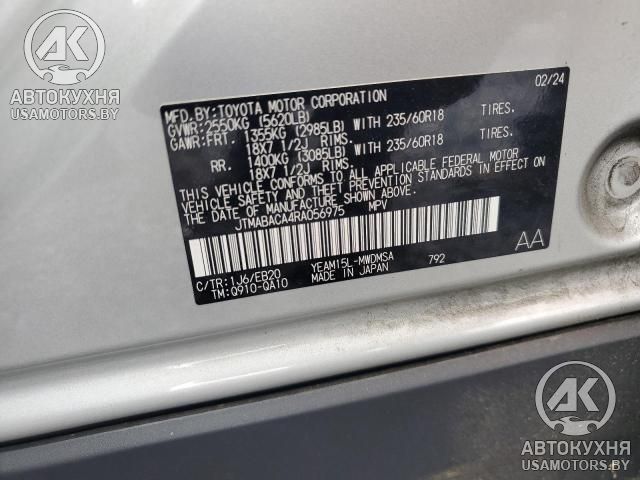 AK
АВТОКУХНЯ
USAMOTORS.BY
02/24
MFD.BY:TOYOTA MOTOR CORPORATION
GVWR:2550KG (5620LB)
GAWR:FRT. 1355KG (2985LB) WITH 235/60R18 TIRES.
18X7 1/2J RIMS.
RR. 1400KG (3085LB) WITH 235/60R18 TIRES.
18X7 1/2J RIMS.
THIS VEHICLE CONFORMS TO ALL APPLICABLE FEDERAL MOTOR
VEHICLE SAFETY AND THEFT PREVENTION STANDARDS IN EFFECT ON
THE DATE OF MANUFACTURE SHOWN ABOVE.
JTMABACA4RA056975 MPV
AA
C/TR:1J6/EB20 YEAM15L-MWDMSA 792
TM:Q910-QA10 MADE IN JAPAN
AK
АВТОКУХНЯ
USAMOTORS.BY